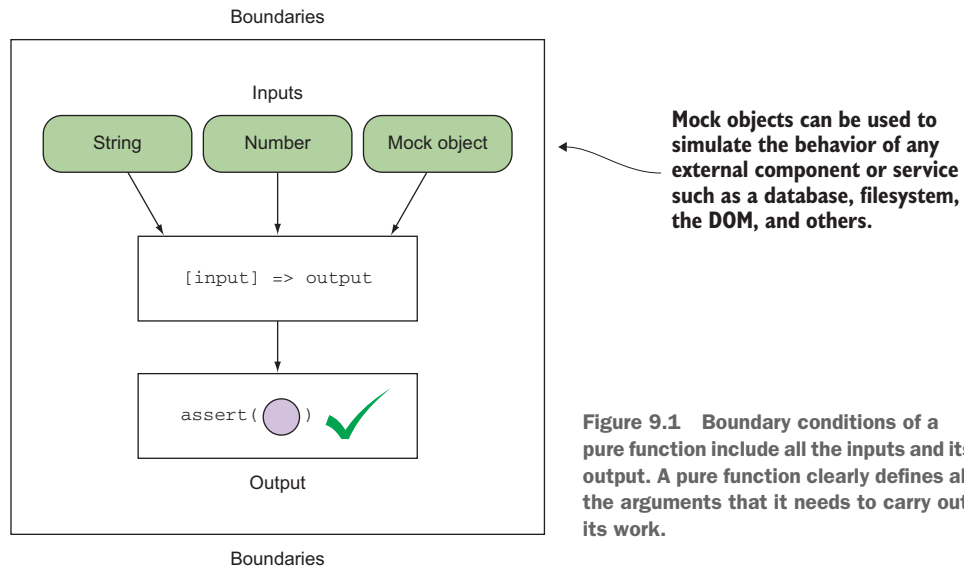 Boundaries
Inputs
String
Number
Mock object
[input] => output
assert( )
Output
Boundaries
Mock objects can be used to
simulate the behavior of any
external component or service
such as a database, filesystem,
the DOM, and others.
Figure 9.1 Boundary conditions of a
pure function include all the inputs and its
output. A pure function clearly defines al
the arguments that it needs to carry out
its work.